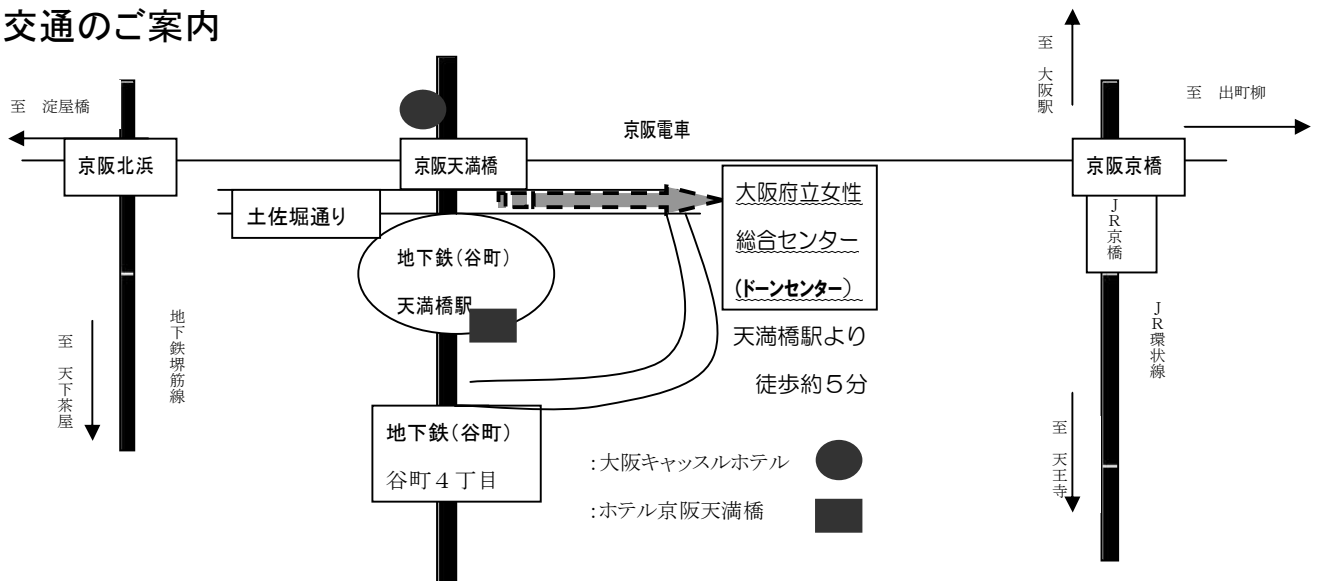 交通のご案内
至　淀屋橋
京阪北浜
京阪天満橋
京阪電車
至　大阪駅
至　出町柳
京阪京橋
土佐堀通り
大阪府立女性
総合センター
(ドーンセンター)
JR京橋
地下鉄(谷町)
天満橋駅
天満橋駅より
徒歩約５分
至　天下茶屋
地下鉄堺筋線
JR環状線
至　天王寺
地下鉄(谷町)
谷町４丁目
:大阪キャッスルホテル
:ホテル京阪天満橋